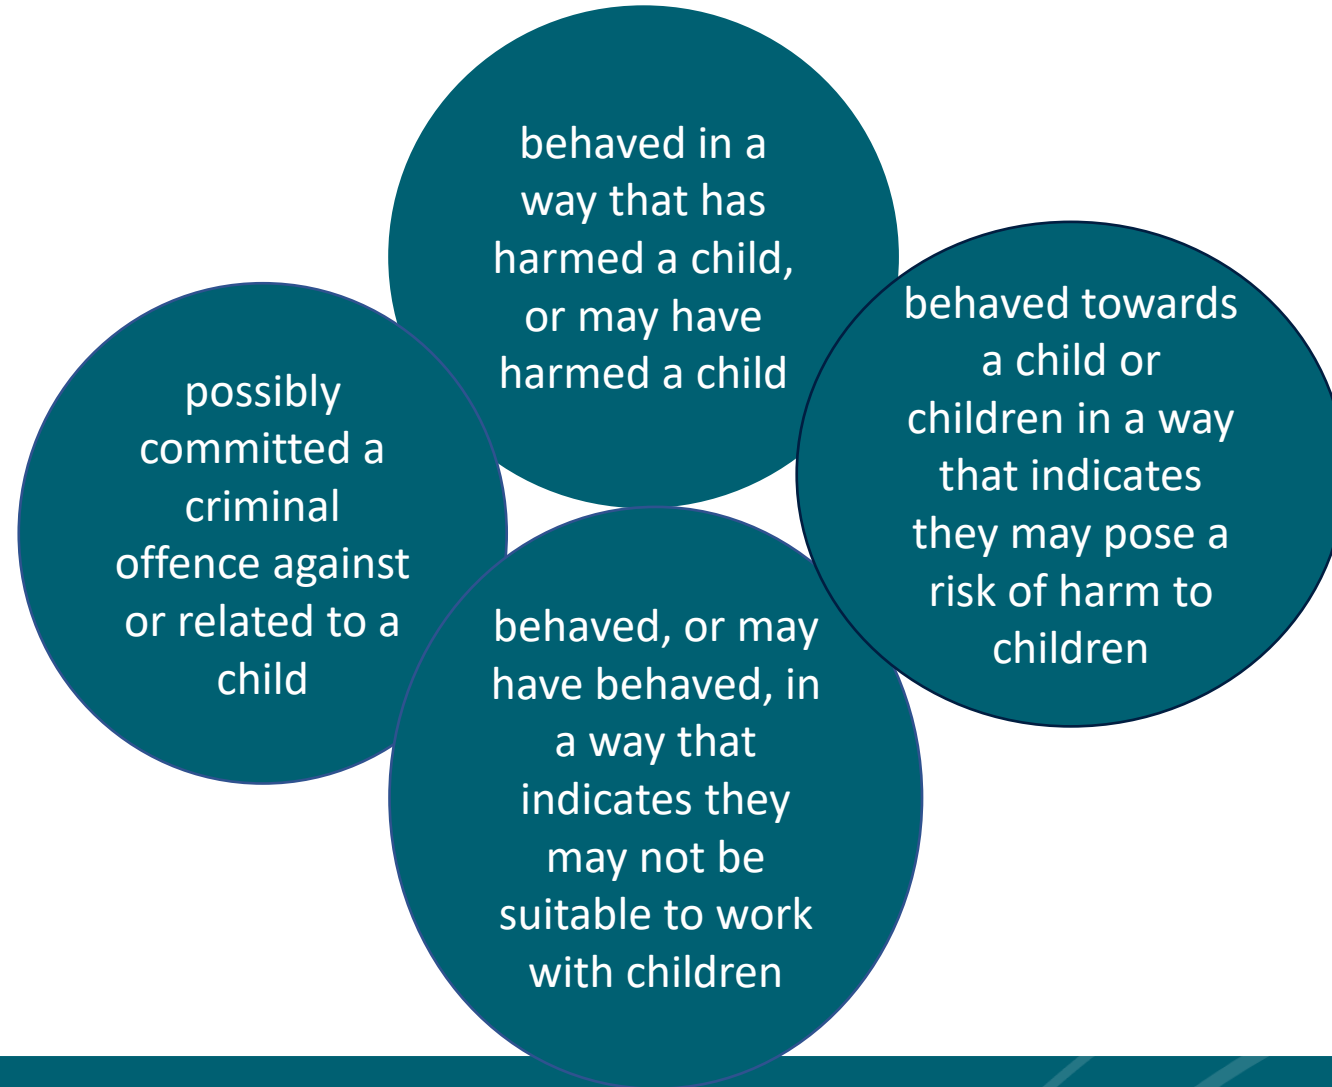 behaved in a
way that has
harmed a child,
or may have
harmed a child
behaved towards
a child or
children in a way
that indicates
they may pose a
risk of harm to
children
possibly
committed a
criminal
offence against
or related to a
child
behaved, or may
have behaved, in
a way that
indicates they
may not be
suitable to work
with children